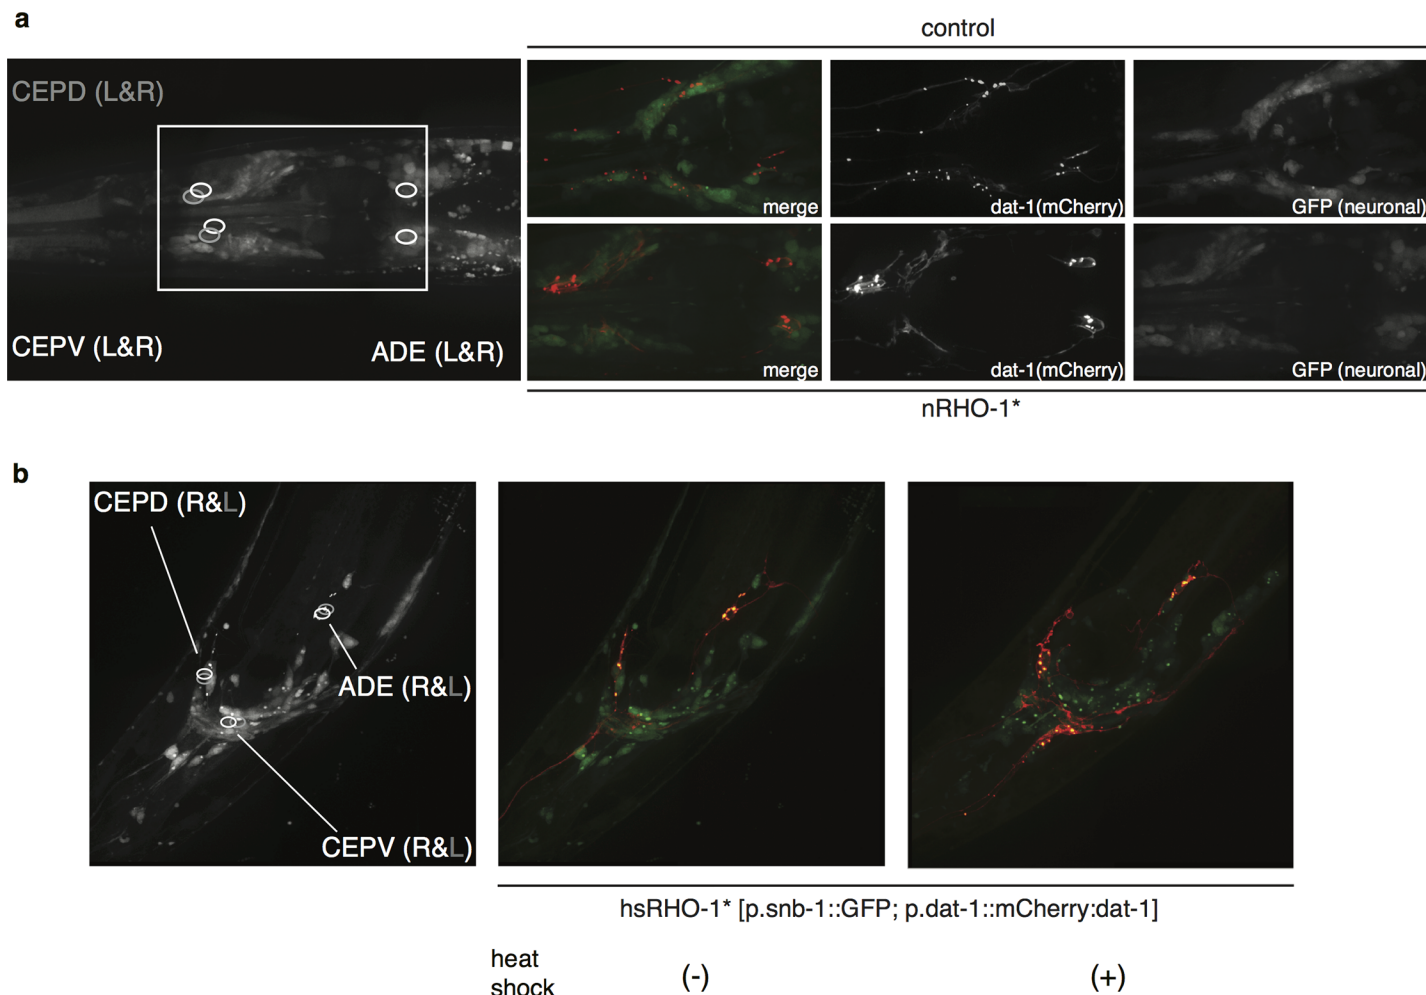 a
control
CEPD (L&R)
CEPV (L&R)
ADE (L&R)
merge
dat-1(mCherry)
GFP (neuronal)
merge
dat-1(mCherry)
GFP (neuronal)
nRHO-1*
b
CEPD (R&L)
ADE (R&L)
CEPV (R&L)
hsRHO-1* [p.snb-1::GFP; p.dat-1::mCherry:dat-1]
heat
shock
(-)
(+)